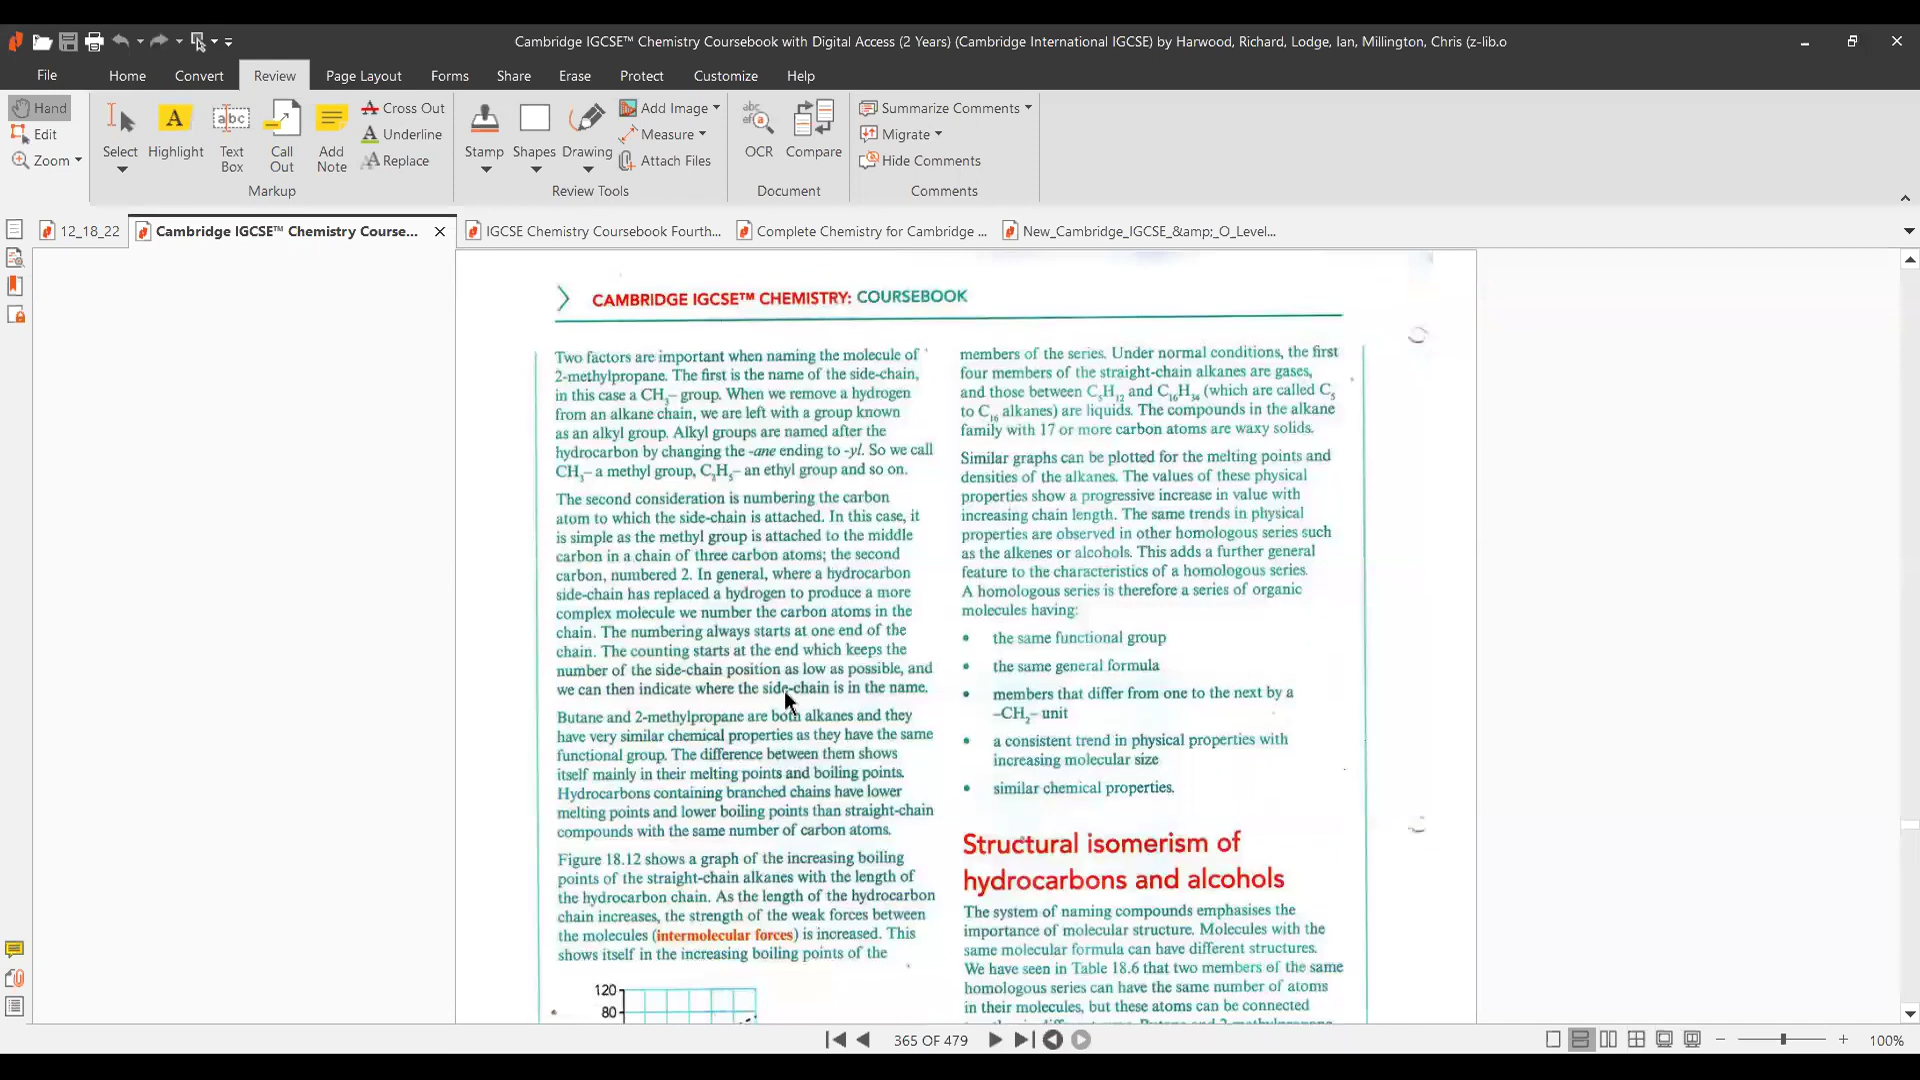 Cambridge IGCSE™ Chemistry Coursebook with Digital Access (2 Years) (Cambridge International IGCSE) by Harwood, Richard, Lodge, Ian, Millington, Chris (z-lib.o
File Home Convert Review Page Layout Forms Share Erase Protect Customize Help
Hand
Edit
Zoom
Select
Highlight
Text Box
Call Out
Add Note
Cross Out
Underline
Replace
Markup
Stamp
Shapes
Drawing
Add Image
Measure
Attach Files
Review Tools
OCR
Compare
Document
Summarize Comments
Migrate
Hide Comments
Comments
12_18_22
Cambridge IGCSE™ Chemistry Course...
IGCSE Chemistry Coursebook Fourth...
Complete Chemistry for Cambridge ...
New_Cambridge_IGCSE_&amp;_O_Level...
CAMBRIDGE IGCSE™ CHEMISTRY: COURSEBOOK
Two factors are important when naming the molecule of
2-methylpropane. The first is the name of the side-chain,
in this case a CH₃– group. When we remove a hydrogen
from an alkane chain, we are left with a group known
as an alkyl group. Alkyl groups are named after the
hydrocarbon by changing the -ane ending to -yl. So we call
CH₃– a methyl group, C₂H₅– an ethyl group and so on.
The second consideration is numbering the carbon
atom to which the side-chain is attached. In this case, it
is simple as the methyl group is attached to the middle
carbon in a chain of three carbon atoms; the second
carbon, numbered 2. In general, where a hydrocarbon
side-chain has replaced a hydrogen to produce a more
complex molecule we number the carbon atoms in the
chain. The numbering always starts at one end of the
chain. The counting starts at the end which keeps the
number of the side-chain position as low as possible, and
we can then indicate where the side-chain is in the name.
Butane and 2-methylpropane are both alkanes and they
have very similar chemical properties as they have the same
functional group. The difference between them shows
itself mainly in their melting points and boiling points.
Hydrocarbons containing branched chains have lower
melting points and lower boiling points than straight-chain
compounds with the same number of carbon atoms.
Figure 18.12 shows a graph of the increasing boiling
points of the straight-chain alkanes with the length of
the hydrocarbon chain. As the length of the hydrocarbon
chain increases, the strength of the weak forces between
the molecules (intermolecular forces) is increased. This
shows itself in the increasing boiling points of the
120
80
members of the series. Under normal conditions, the first
four members of the straight-chain alkanes are gases,
and those between C₅H₁₂ and C₁₆H₃₄ (which are called C₅
to C₁₆ alkanes) are liquids. The compounds in the alkane
family with 17 or more carbon atoms are waxy solids.
Similar graphs can be plotted for the melting points and
densities of the alkanes. The values of these physical
properties show a progressive increase in value with
increasing chain length. The same trends in physical
properties are observed in other homologous series such
as the alkenes or alcohols. This adds a further general
feature to the characteristics of a homologous series.
A homologous series is therefore a series of organic
molecules having:
• the same functional group
• the same general formula
• members that differ from one to the next by a
–CH₂– unit
• a consistent trend in physical properties with
increasing molecular size
• similar chemical properties.
Structural isomerism of
hydrocarbons and alcohols
The system of naming compounds emphasises the
importance of molecular structure. Molecules with the
same molecular formula can have different structures.
We have seen in Table 18.6 that two members of the same
homologous series can have the same number of atoms
in their molecules, but these atoms can be connected
365 OF 479
100%